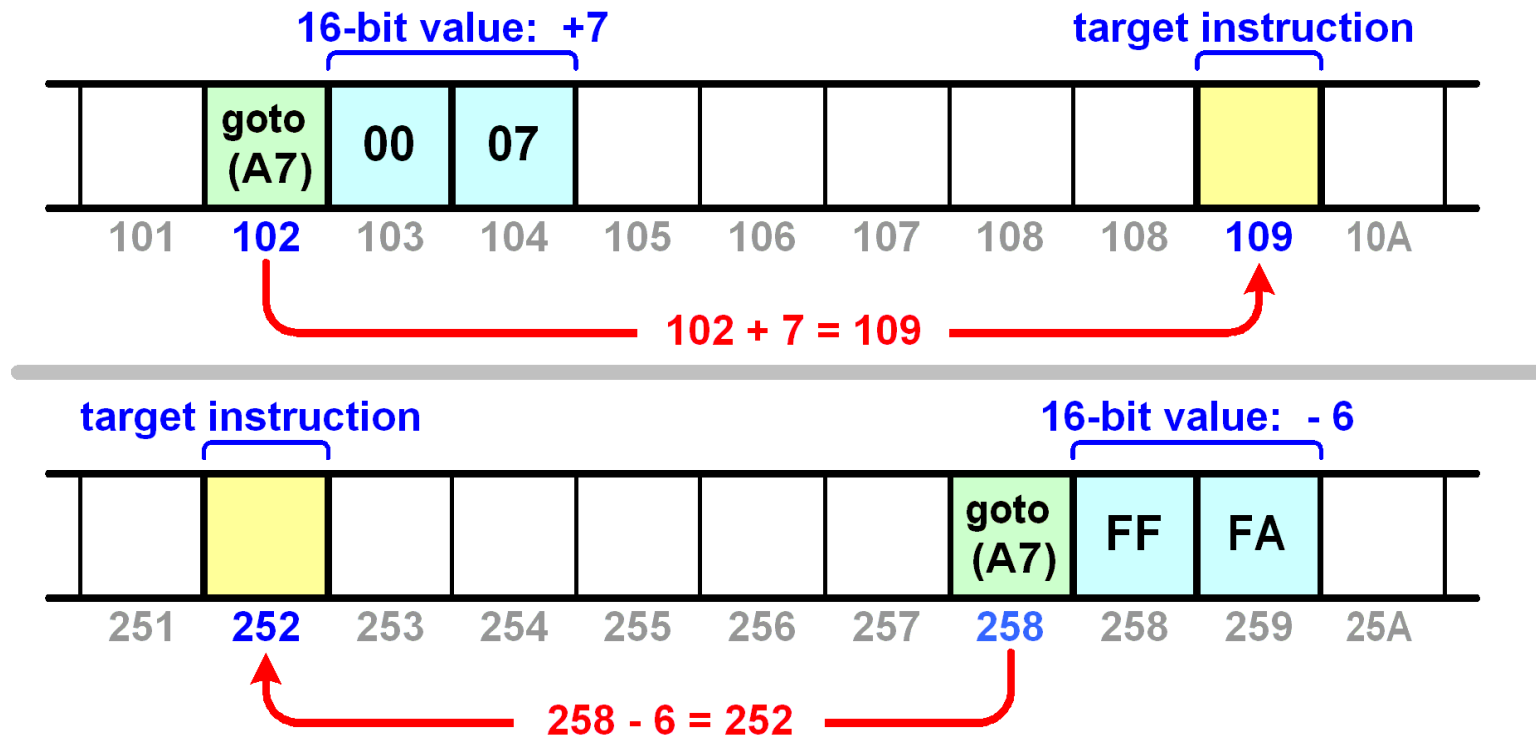 16-bit value: +7
target instruction
goto
(A7)
00
07
101 102 103 104 105 106 107 108 108 109 10A
102 + 7 = 109
target instruction
16-bit value: - 6
goto
(A7)
FF
FA
251 252 253 254 255 256 257 258 258 259 25A
258 - 6 = 252